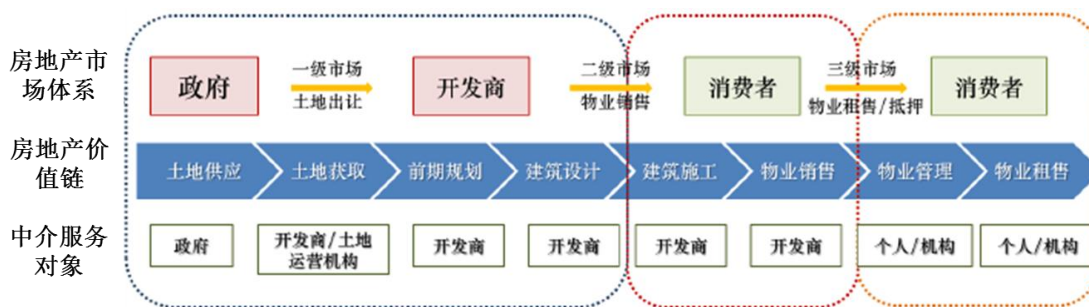 房地产市
场体系
政府
一级市场
土地出让
开发商
二级市场
物业销售
消费者
三级市场
物业租售/抵押
消费者
房地产价
值链
土地供应
土地获取
前期规划
建筑设计
建筑施工
物业销售
物业管理
物业租售
中介服务
对象
政府
开发商/土地
运营机构
开发商
开发商
开发商
开发商
个人/机构
个人/机构